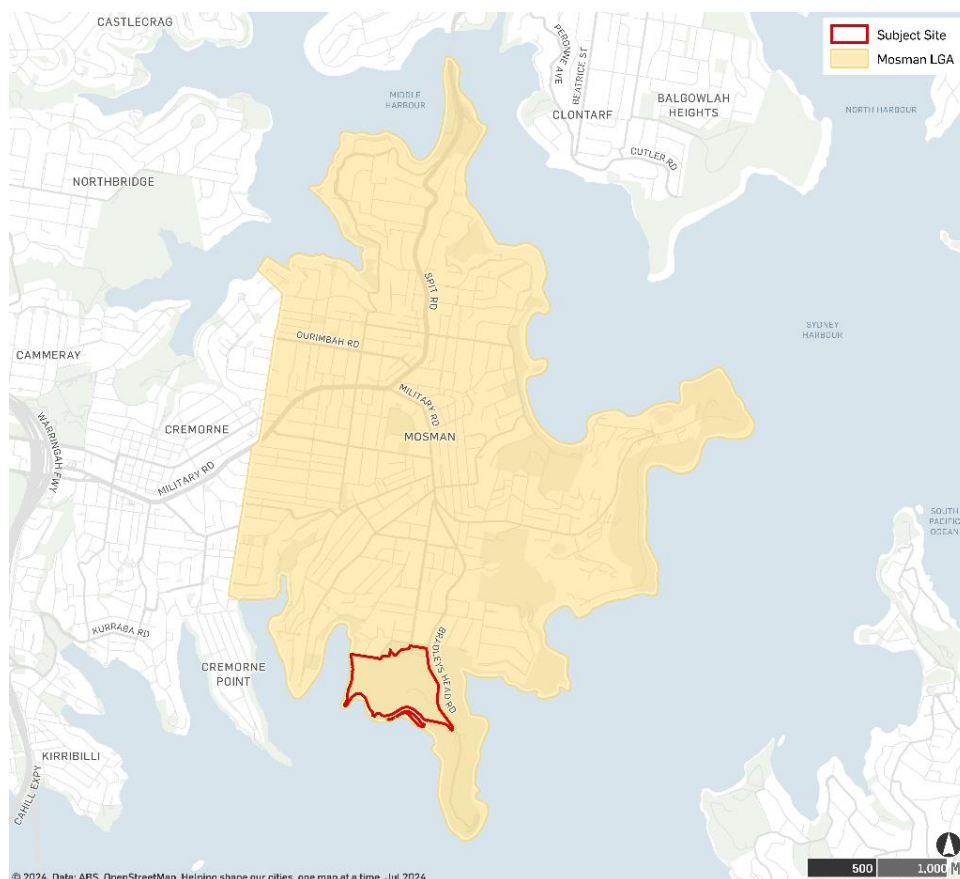 CASTLECRAG
Subject Site
Mosman LGA
PERONNE
AVE
BEATRICE ST
MIDDLE
HARBOUR
CLONTARF
BALGOWLAH
HEIGHTS
NORTH HARBOUR
CUTLER RD
NORTHBRIDGE
SPIT RD
SYDNEY
HARBOUR
OURIMBAH RD
CAMMERAY
MILITARY RD
CREMORNE
MOSMAN
WARRINGAH FWY
MILITARY RD
SOUTH
PACIFIC
OCEAN
KURRABA RD
BRADLEYS HEAD RD
CREMORNE
POINT
KIRRIBILLI
CAHILL EXPY
500
1,000
M
© 2024. Data: ABS, OpenStreetMap. Helping shape our cities, one map at a time. Jul 2024